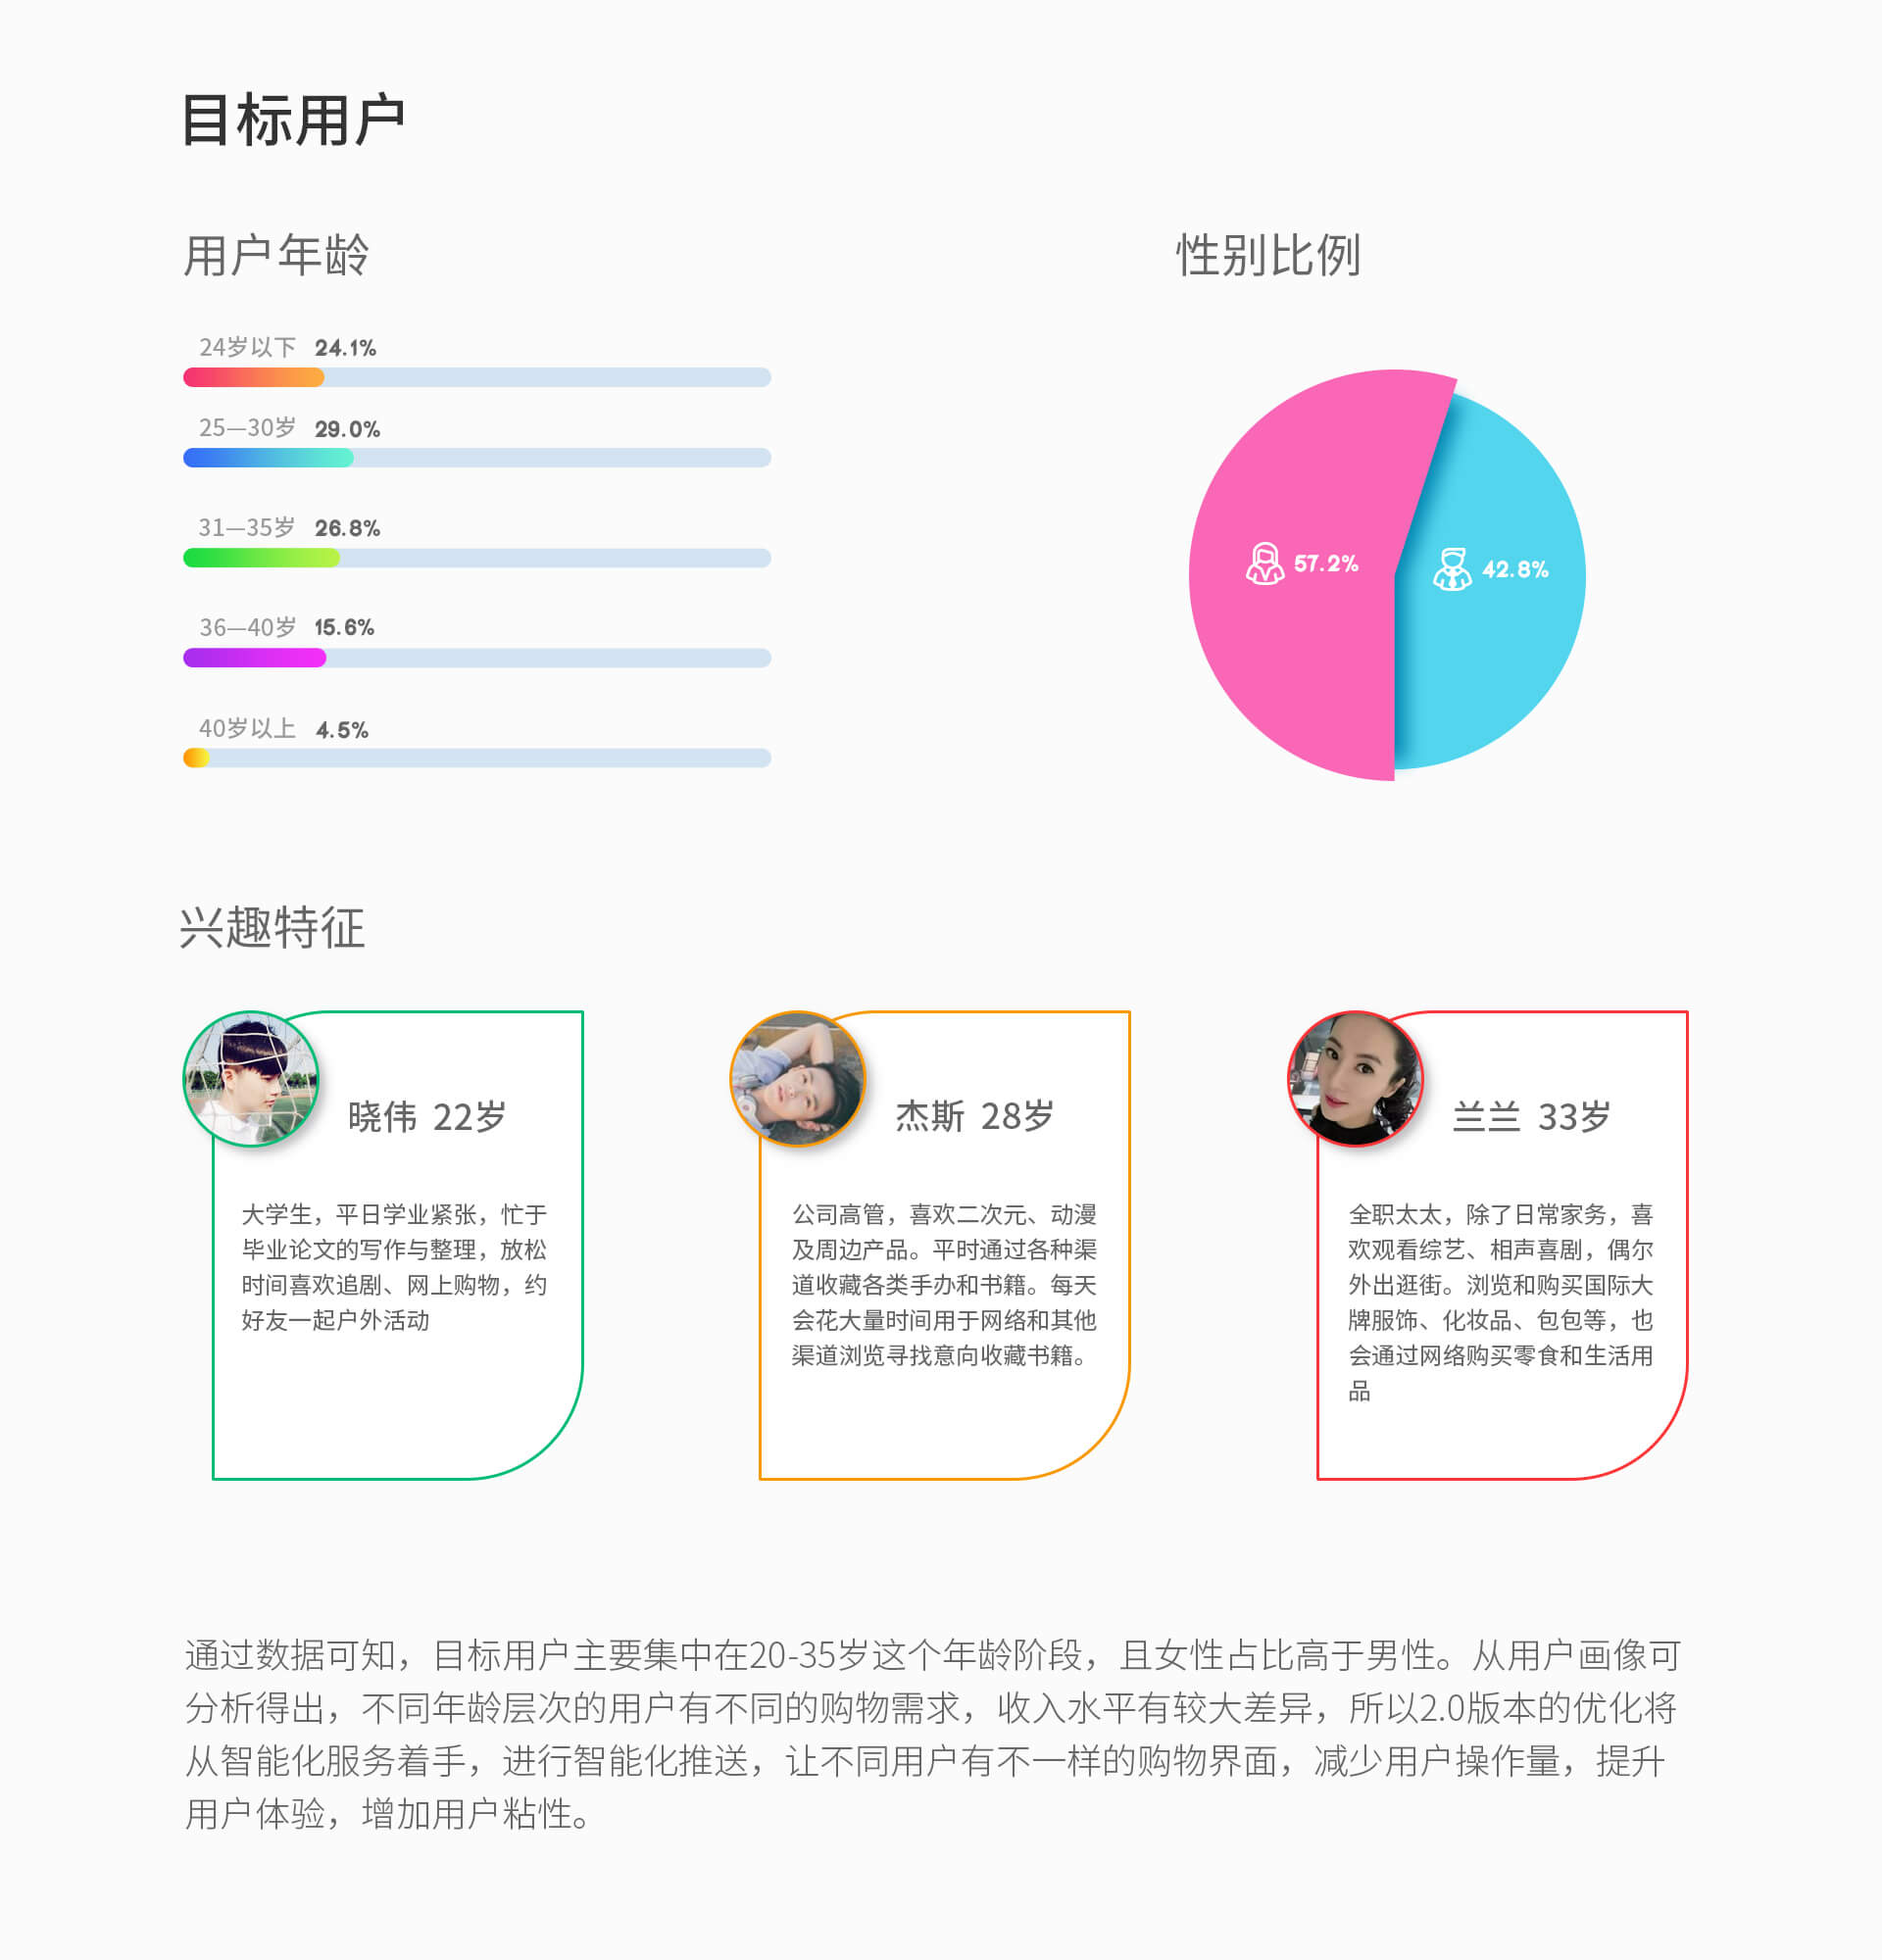 目标用户
用户年龄
24岁以下 24.1%
25—30岁 29.0%
31—35岁 26.8%
36—40岁 15.6%
40岁以上 4.5%
性别比例
57.2%
42.8%
兴趣特征
晓伟 22岁
大学生，平日学业紧张，忙于
毕业论文的写作与整理，放松
时间喜欢追剧、网上购物，约
好友一起户外活动
杰斯 28岁
公司高管，喜欢二次元、动漫
及周边产品。平时通过各种渠
道收藏各类手办和书籍。每天
会花大量时间用于网络和其他
渠道浏览寻找意向收藏书籍。
兰兰 33岁
全职太太，除了日常家务，喜
欢观看综艺、相声喜剧，偶尔
外出逛街。浏览和购买国际大
牌服饰、化妆品、包包等，也
会通过网络购买零食和生活用
品
通过数据可知，目标用户主要集中在20-35岁这个年龄阶段，且女性占比高于男性。从用户画像可
分析得出，不同年龄层次的用户有不同的购物需求，收入水平有较大差异，所以2.0版本的优化将
从智能化服务着手，进行智能化推送，让不同用户有不一样的购物界面，减少用户操作量，提升
用户体验，增加用户粘性。